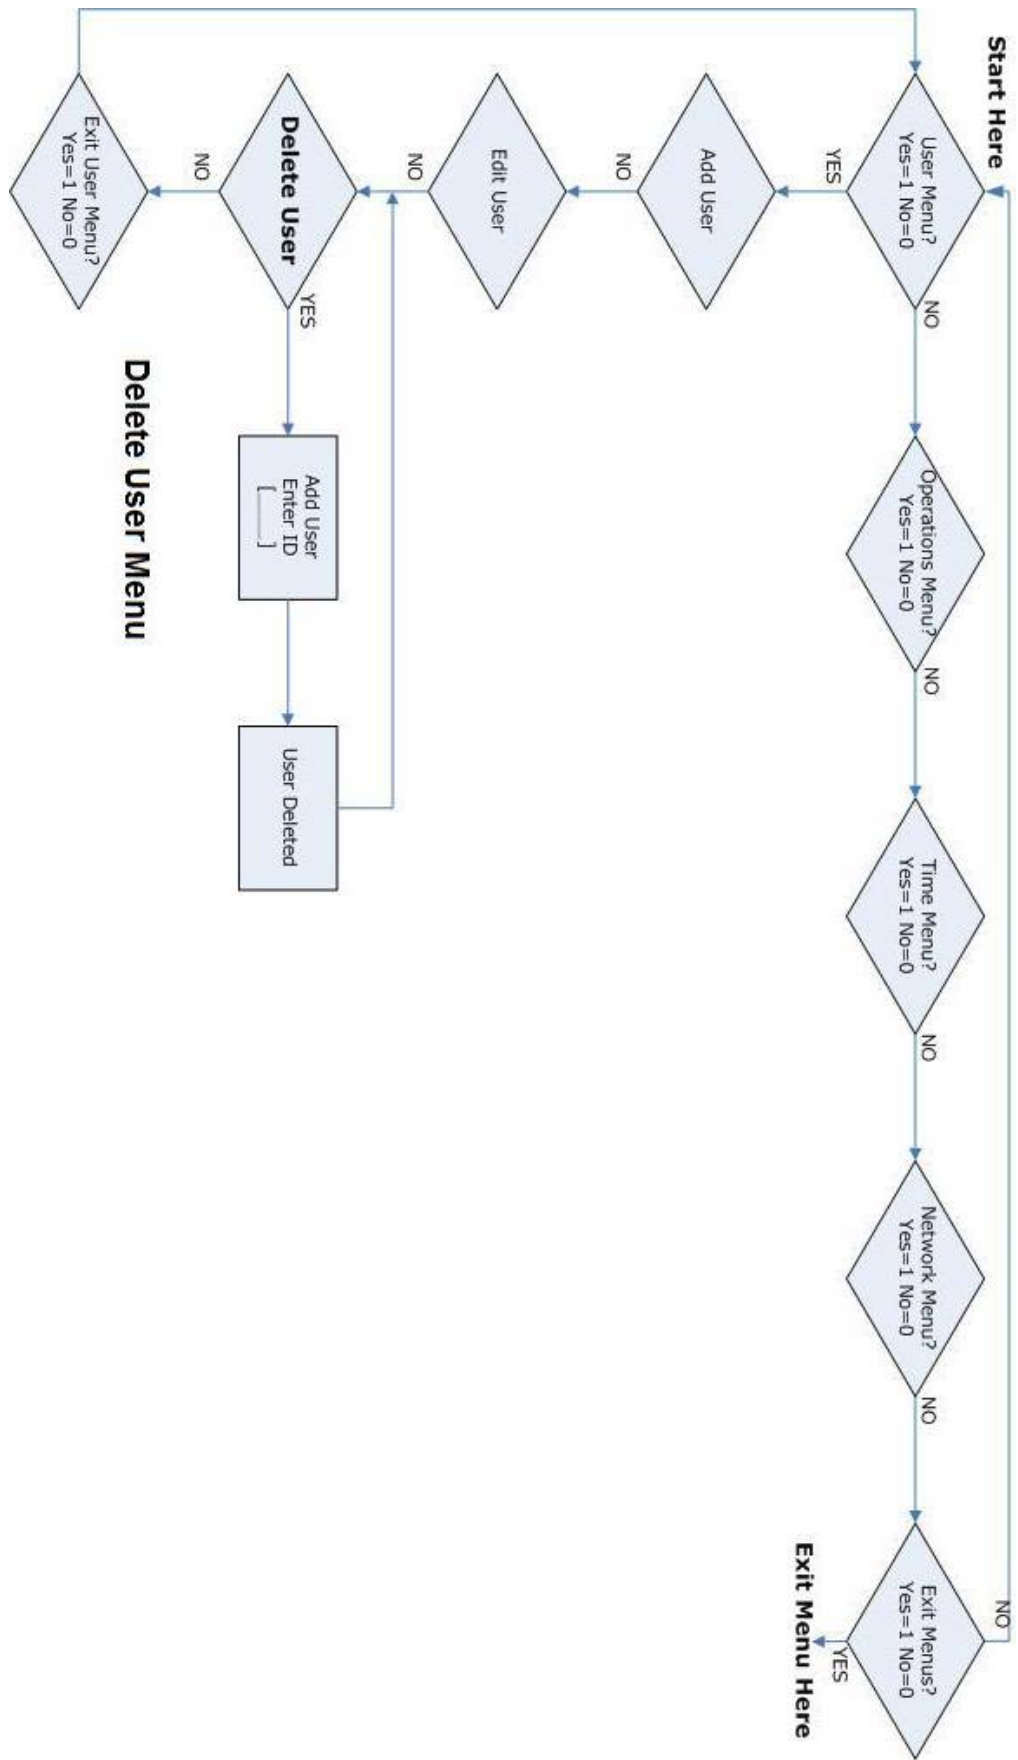 Start Here
User Menu?
Yes=1 No=0
NO
Operations Menu?
Yes=1 No=0
NO
Time Menu?
Yes=1 No=0
NO
Network Menu?
Yes=1 No=0
NO
Exit Menus?
Yes=1 No=0
NO
YES
Exit Menu Here
YES
Add User
NO
Edit User
NO
Delete User
YES
Add User
Enter ID
[_____]
User Deleted
NO
Exit User Menu?
Yes=1 No=0
Delete User Menu